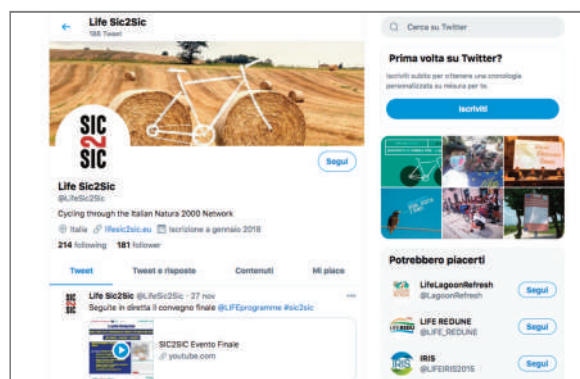 Life Sic2Sic
188 Tweet
Cerca su Twitter
Prima volta su Twitter?
Iscriviti subito per ottenere una cronologia
personalizzata su misura per te.
Iscriviti
SIC
2
SIC
Segui
Life Sic2Sic
@LifeSic2Sic
Cycling through the Italian Natura 2000 Network
Italia lifesic2sic.eu Iscrizione a gennaio 2018
214 following 181 follower
Tweet Tweet e risposte Contenuti Mi piace
Life Sic2Sic @LifeSic2Sic · 27 nov
Seguite in diretta il convegno finale @LIFEprogramme #sic2sic
SIC2SIC Evento Finale
youtube.com
Potrebbero piacerti
LifeLagoonRefresh
@LagoonRefresh
Segui
LIFE REDUNE
@LIFE_REDUNE
Segui
IRIS
IRIS
@LIFEIRIS2015
Segui